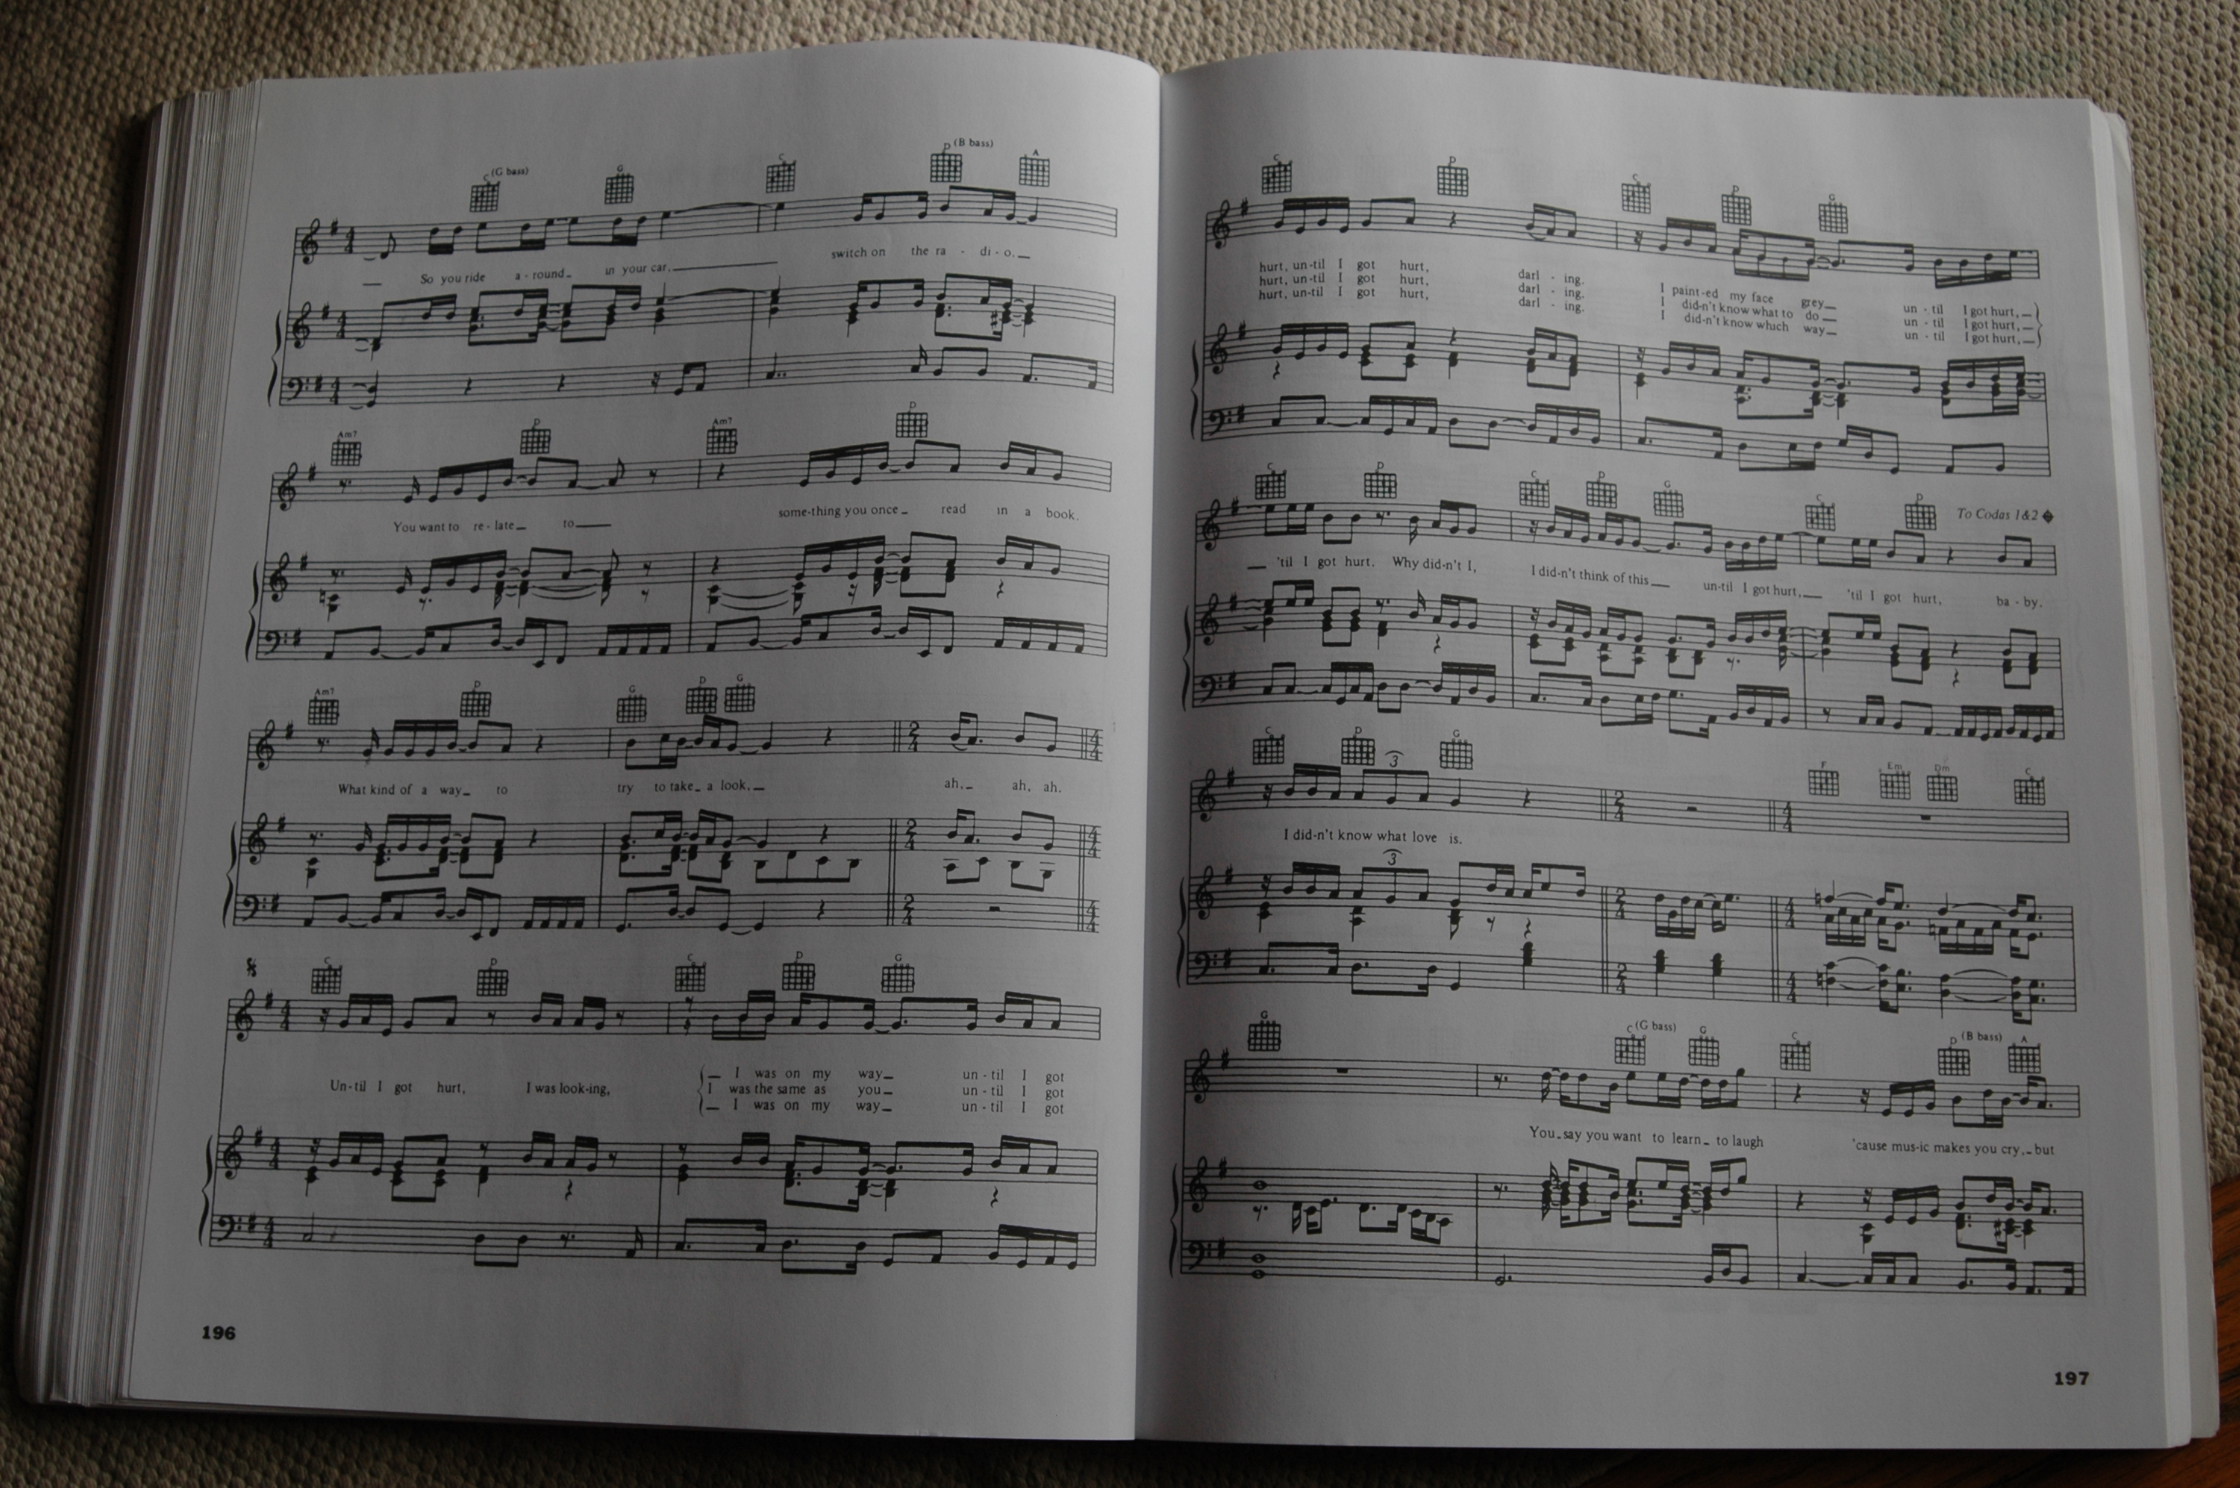 C (G bass) G C D (B bass) A
So you ride a - round in your car, switch on the ra - di - o.
Am7 D Am7 D
You want to re - late to some-thing you once read in a book.
Am7 D G D G
What kind of a way to try to take a look. ah. ah, ah.
C D C D G
Un-til I got hurt, I was look-ing, I was on my way un - til I got
I was the same as you un - til I got
I was on my way un - til I got
196
C D C D G
hurt, un-til I got hurt, darl - ing. I paint-ed my face grey un - til I got hurt,
hurt, un-til I got hurt, darl - ing. I did-n't know what to do un - til I got hurt,
hurt, un-til I got hurt, darl - ing. I did-n't know which way un - til I got hurt,
To Codas 1&2
C D C D G C D
'til I got hurt. Why did-n't I, I did-n't think of this un-til I got hurt, 'til I got hurt, ba - by.
C D G F Em Dm C
3
I did-n't know what love is.
3
G C (G bass) G C D (B bass) A
You say you want to learn to laugh 'cause mus-ic makes you cry, but
197